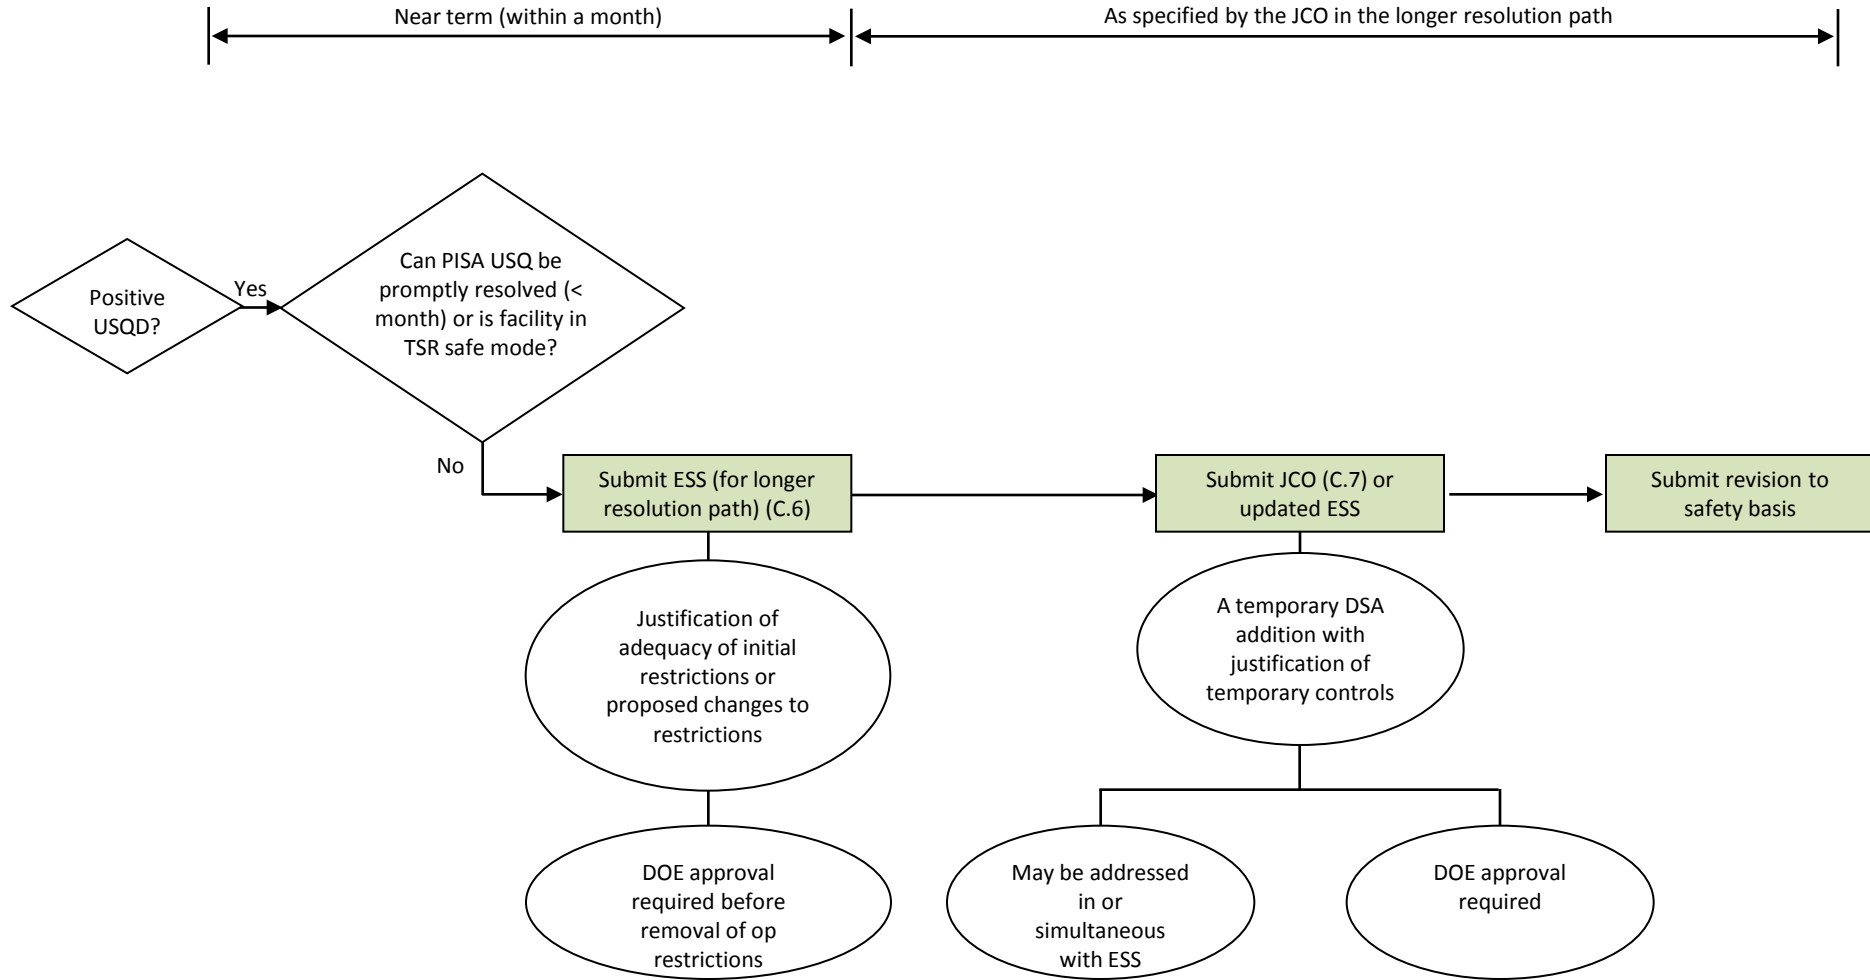 Near term (within a month)
As specified by the JCO in the longer resolution path
Positive
USQD?
Yes
Can PISA USQ be
promptly resolved (<
month) or is facility in
TSR safe mode?
No
Submit ESS (for longer
resolution path) (C.6)
Submit JCO (C.7) or
updated ESS
Submit revision to
safety basis
Justification of
adequacy of initial
restrictions or
proposed changes to
restrictions
A temporary DSA
addition with
justification of
temporary controls
DOE approval
required before
removal of op
restrictions
May be addressed
in or
simultaneous
with ESS
DOE approval
required